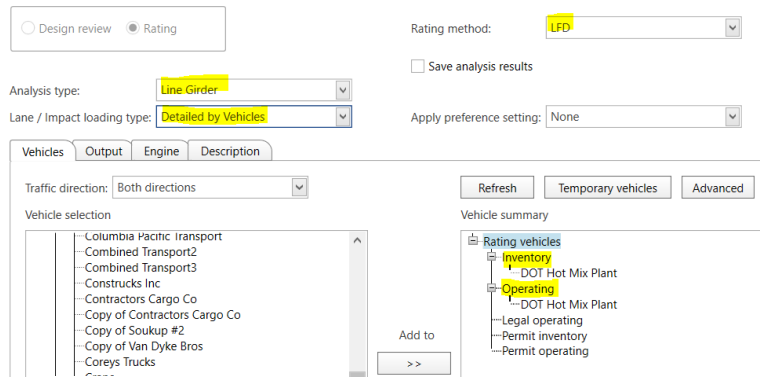 Design review Rating Rating method: LFD
Save analysis results
Analysis type: Line Girder
Lane / Impact loading type: Detailed by Vehicles Apply preference setting: None
Vehicles Output Engine Description
Traffic direction: Both directions Refresh Temporary vehicles Advanced
Vehicle selection Vehicle summary
Columbia Pacific Transport
Combined Transport2
Combined Transport3
Construcks Inc
Contractors Cargo Co
Copy of Contractors Cargo Co
Copy of Soukup #2
Copy of Van Dyke Bros
Coreys Trucks
Crane
Add to
>>
Rating vehicles
Inventory
DOT Hot Mix Plant
Operating
DOT Hot Mix Plant
Legal operating
Permit inventory
Permit operating